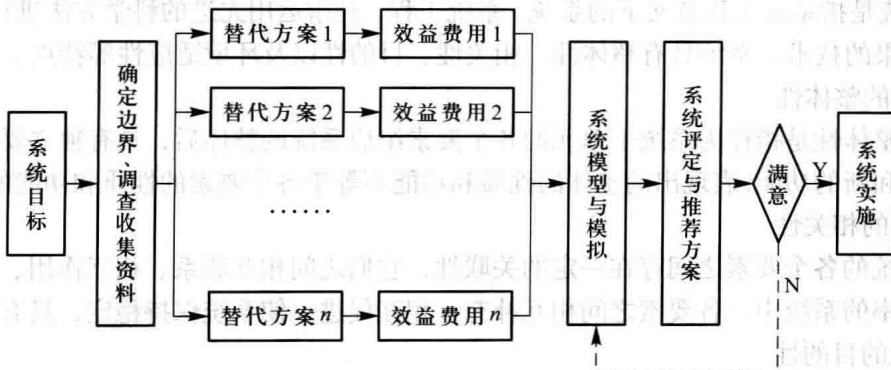 系统目标
确定边界、调查收集资料
替代方案1
效益费用1
替代方案2
效益费用2
……
替代方案n
效益费用n
系统模型与模拟
系统评定
推荐方案
满意
Y
N
系统实施